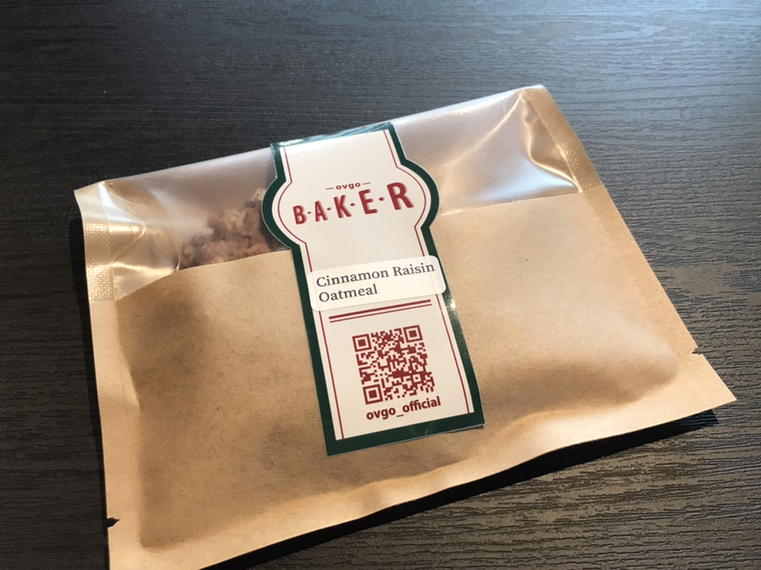 ovgo
B·A·K·E·R
Cinnamon Raisin
Oatmeal
ovgo_official